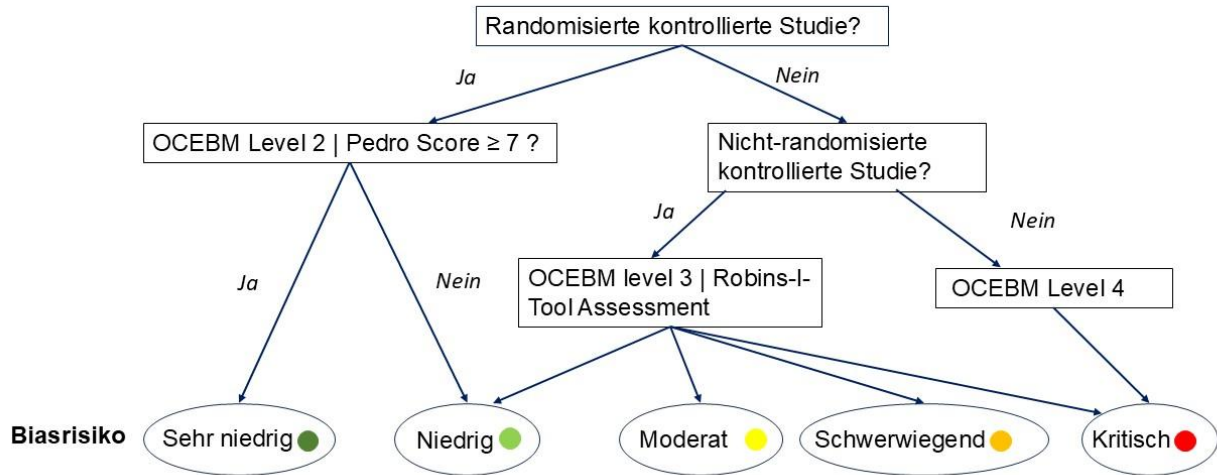 Randomisierte kontrollierte Studie?
Ja
Nein
OCEBM Level 2 | Pedro Score ≥ 7 ?
Nicht-randomisierte
kontrollierte Studie?
Ja
Nein
Ja
Nein
OCEBM level 3 | Robins-I-
Tool Assessment
OCEBM Level 4
Biasrisiko
Sehr niedrig
Niedrig
Moderat
Schwerwiegend
Kritisch